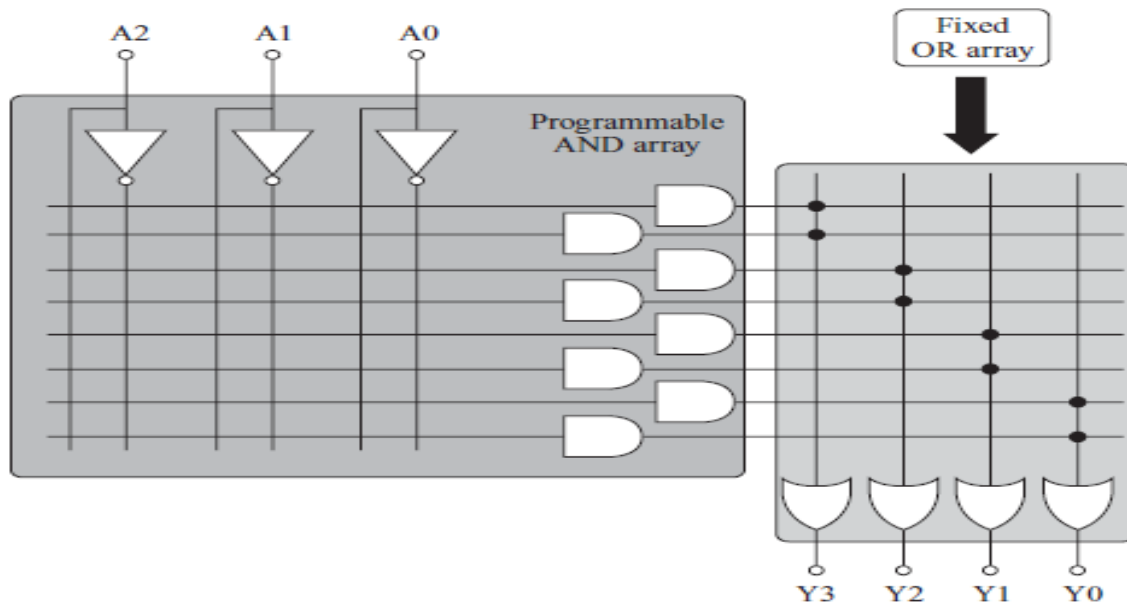 A2 A1 A0
Fixed
OR array
Programmable
AND array
Y3 Y2 Y1 Y0